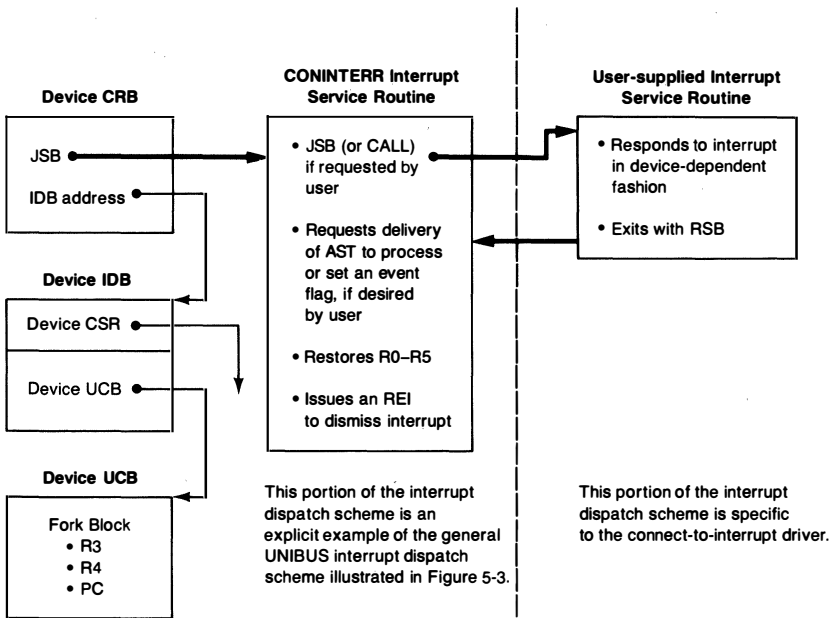 Device CRB
JSB
IDB address
Device IDB
Device CSR
Device UCB
Device UCB
Fork Block
• R3
• R4
• PC
CONINTERR Interrupt
Service Routine
• JSB (or CALL)
if requested by
user
• Requests delivery
of AST to process
or set an event
flag, if desired
by user
• Restores R0–R5
• Issues an REI
to dismiss interrupt
This portion of the interrupt
dispatch scheme is an
explicit example of the general
UNIBUS interrupt dispatch
scheme illustrated in Figure 5-3.
User-supplied Interrupt
Service Routine
• Responds to interrupt
in device-dependent
fashion
• Exits with RSB
This portion of the interrupt
dispatch scheme is specific
to the connect-to-interrupt driver.